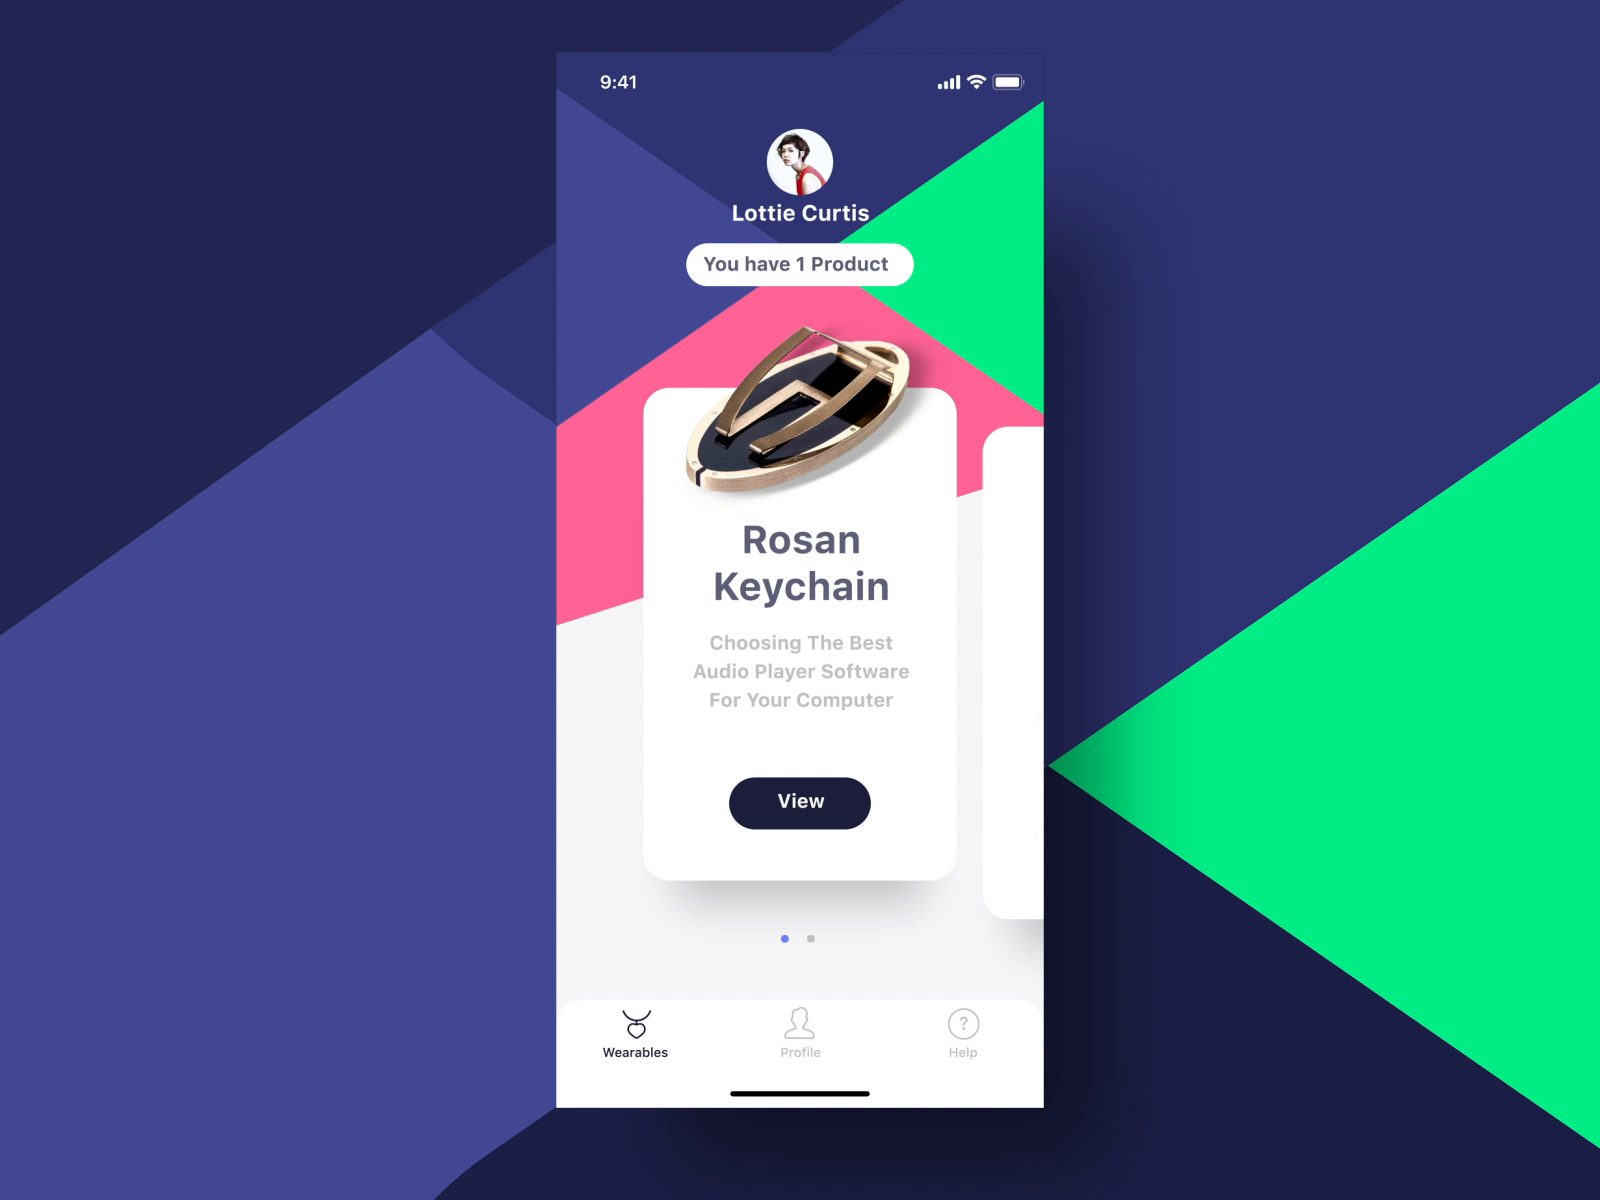 9:41
Lottie Curtis
You have 1 Product
Rosan
Keychain
Choosing The Best
Audio Player Software
For Your Computer
View
Wearables
Profile
?
Help